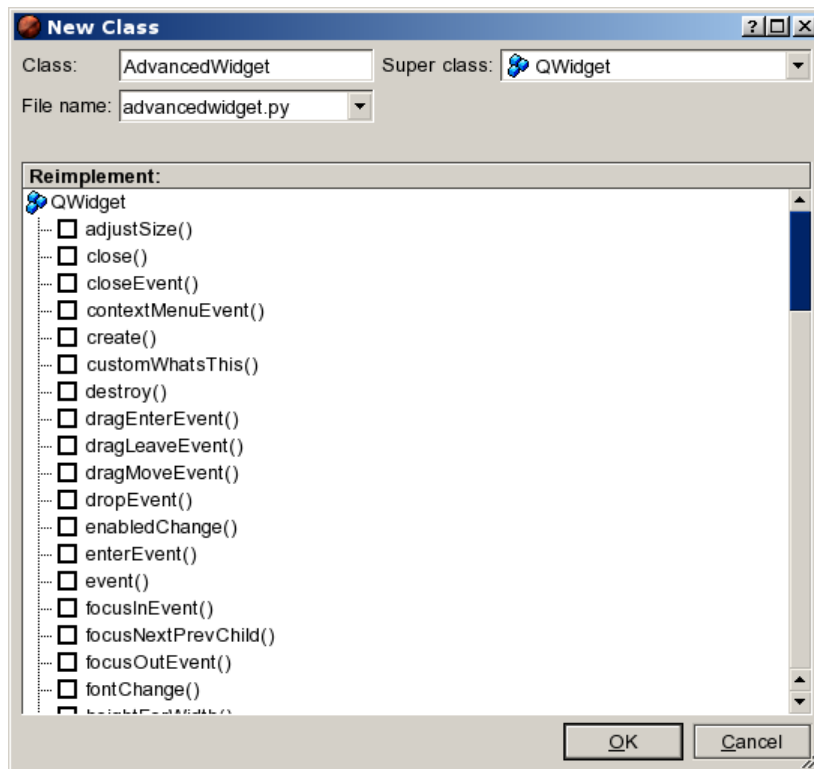 New Class
Class: AdvancedWidget Super class: QWidget
File name: advancedwidget.py
Reimplement:
QWidget
adjustSize()
close()
closeEvent()
contextMenuEvent()
create()
customWhatsThis()
destroy()
dragEnterEvent()
dragLeaveEvent()
dragMoveEvent()
dropEvent()
enabledChange()
enterEvent()
event()
focusInEvent()
focusNextPrevChild()
focusOutEvent()
fontChange()
heightForWidth()
OK Cancel